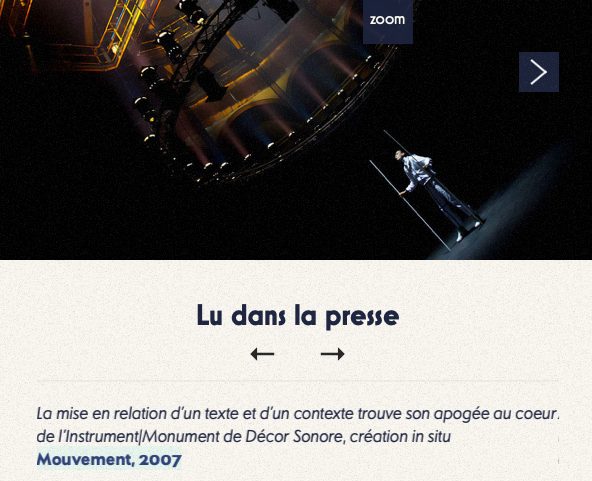 zoom
Lu dans la presse
La mise en relation d'un texte et d'un contexte trouve son apogée au coeur
de l'Instrument|Monument de Décor Sonore, création in situ
Mouvement, 2007